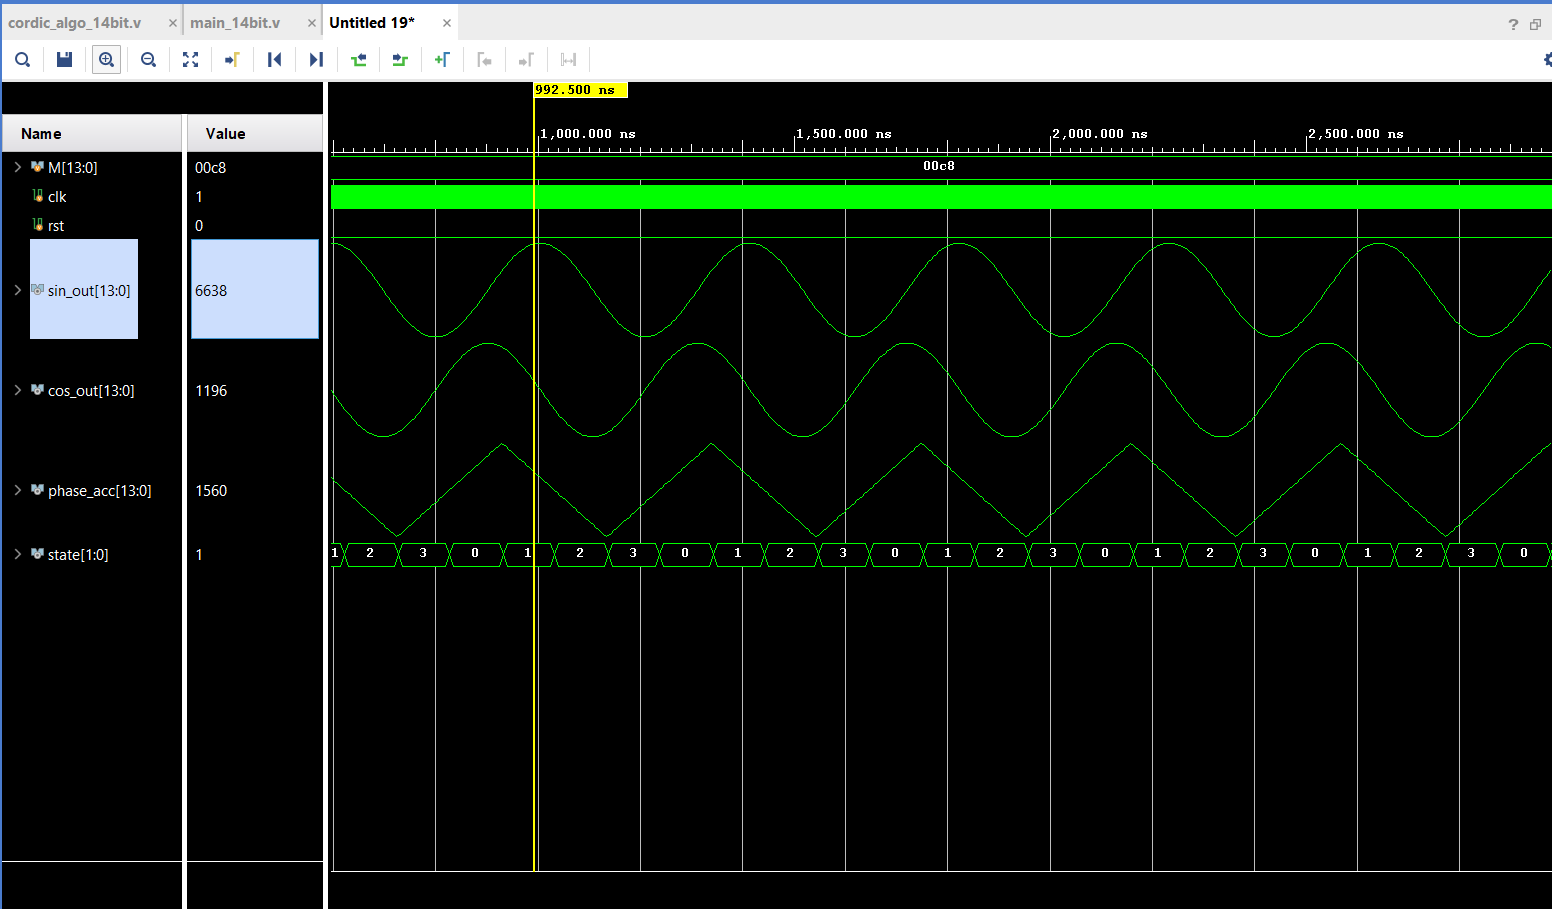 cordic_algo_14bit.v × main_14bit.v × Untitled 19* × ?
992.500 ns
Name Value
1,000.000 ns 1,500.000 ns 2,000.000 ns 2,500.000 ns
M[13:0] 00c8 00c8
clk 1
rst 0
sin_out[13:0] 6638
cos_out[13:0] 1196
phase_acc[13:0] 1560
state[1:0] 1 1 2 3 0 1 2 3 0 1 2 3 0 1 2 3 0 1 2 3 0 1 2 3 0